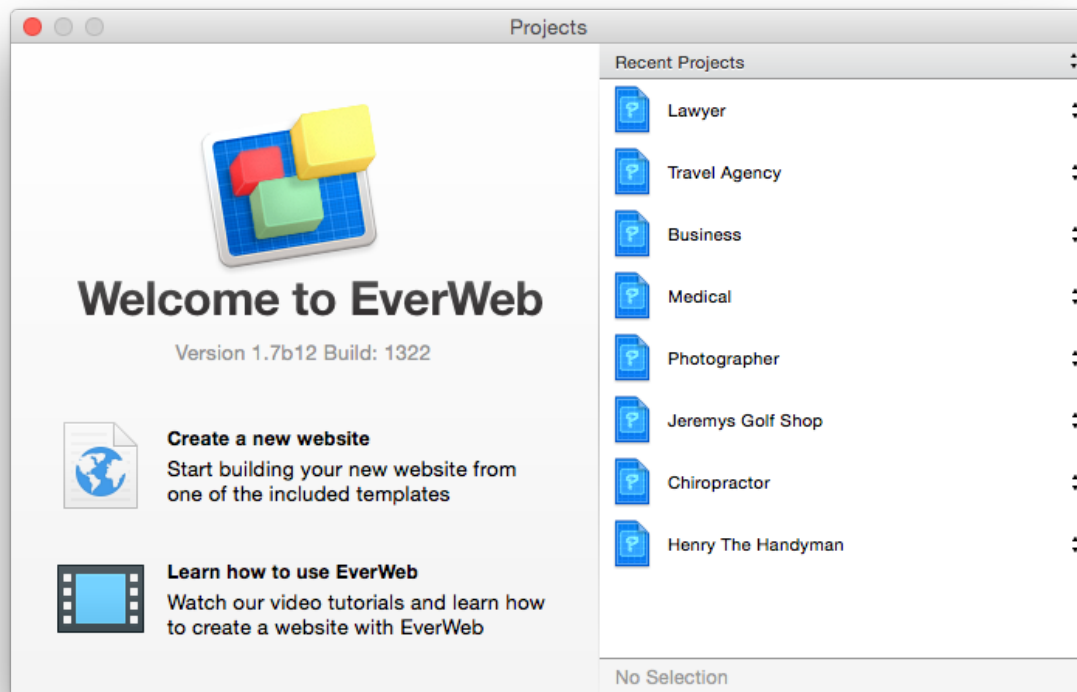 Projects
Welcome to EverWeb
Version 1.7b12 Build: 1322
Create a new website
Start building your new website from
one of the included templates
Learn how to use EverWeb
Watch our video tutorials and learn how
to create a website with EverWeb
Recent Projects
Lawyer
Travel Agency
Business
Medical
Photographer
Jeremys Golf Shop
Chiropractor
Henry The Handyman
No Selection